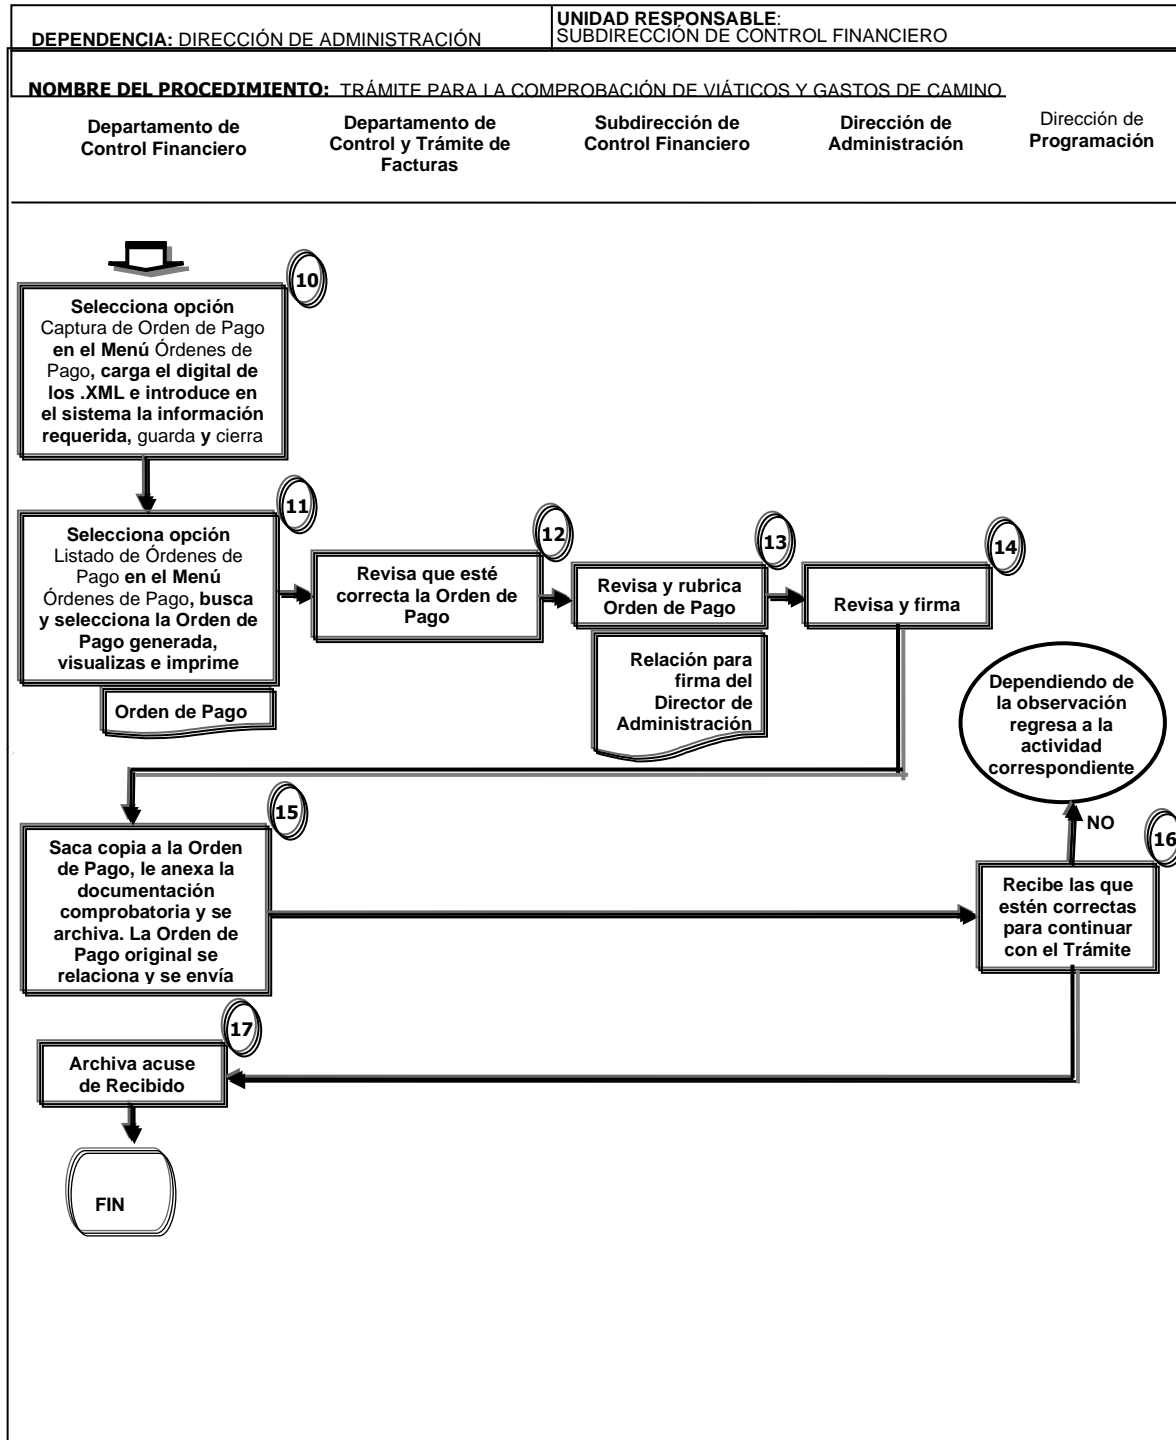 DEPENDENCIA: DIRECCIÓN DE ADMINISTRACIÓN
UNIDAD RESPONSABLE:
SUBDIRECCIÓN DE CONTROL FINANCIERO
NOMBRE DEL PROCEDIMIENTO: TRÁMITE PARA LA COMPROBACIÓN DE VIÁTICOS Y GASTOS DE CAMINO
Departamento de
Control Financiero
Departamento de
Control y Trámite de
Facturas
Subdirección de
Control Financiero
Dirección de
Administración
Dirección de
Programación
10
Selecciona opción
Captura de Orden de Pago
en el Menú Órdenes de
Pago, carga el digital de
los .XML e introduce en
el sistema la información
requerida, guarda y cierra
11
Selecciona opción
Listado de Órdenes de
Pago en el Menú
Órdenes de Pago, busca
y selecciona la Orden de
Pago generada,
visualizas e imprime
Orden de Pago
12
Revisa que esté
correcta la Orden de
Pago
13
Revisa y rubrica
Orden de Pago
Relación para
firma del
Director de
Administración
14
Revisa y firma
Dependiendo de
la observación
regresa a la
actividad
correspondiente
NO
15
Saca copia a la Orden
de Pago, le anexa la
documentación
comprobatoria y se
archiva. La Orden de
Pago original se
relaciona y se envía
16
Recibe las que
estén correctas
para continuar
con el Trámite
17
Archiva acuse
de Recibido
FIN